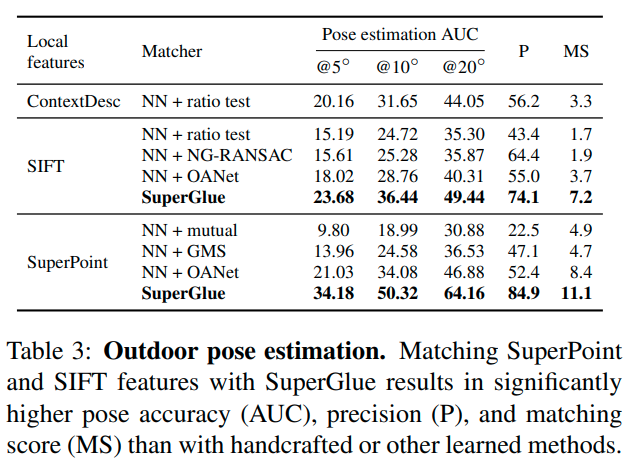 Local features Matcher Pose estimation AUC P MS
@5° @10° @20°
ContextDesc NN + ratio test 20.16 31.65 44.05 56.2 3.3
SIFT
NN + ratio test 15.19 24.72 35.30 43.4 1.7
NN + NG-RANSAC 15.61 25.28 35.87 64.4 1.9
NN + OANet 18.02 28.76 40.31 55.0 3.7
SuperGlue 23.68 36.44 49.44 74.1 7.2
SuperPoint
NN + mutual 9.80 18.99 30.88 22.5 4.9
NN + GMS 13.96 24.58 36.53 47.1 4.7
NN + OANet 21.03 34.08 46.88 52.4 8.4
SuperGlue 34.18 50.32 64.16 84.9 11.1
Table 3: Outdoor pose estimation. Matching SuperPoint
and SIFT features with SuperGlue results in significantly
higher pose accuracy (AUC), precision (P), and matching
score (MS) than with handcrafted or other learned methods.